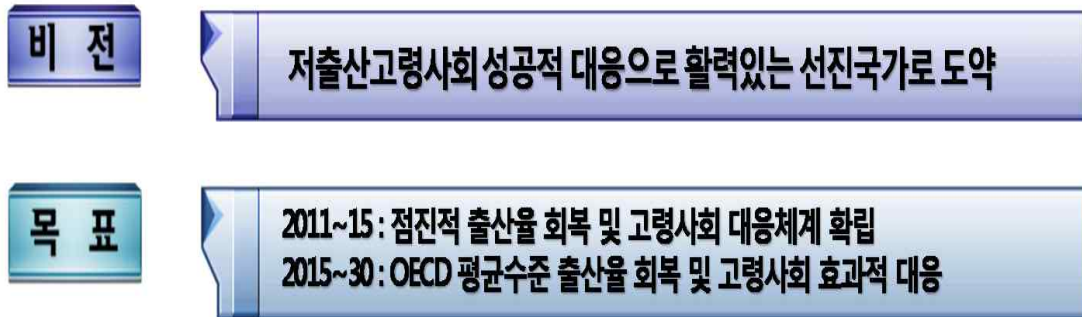 비 전
저출산고령사회 성공적 대응으로 활력있는 선진국가로 도약
목 표
2011~15 : 점진적 출산율 회복 및 고령사회 대응체계 확립
2015~30 : OECD 평균수준 출산율 회복 및 고령사회 효과적 대응